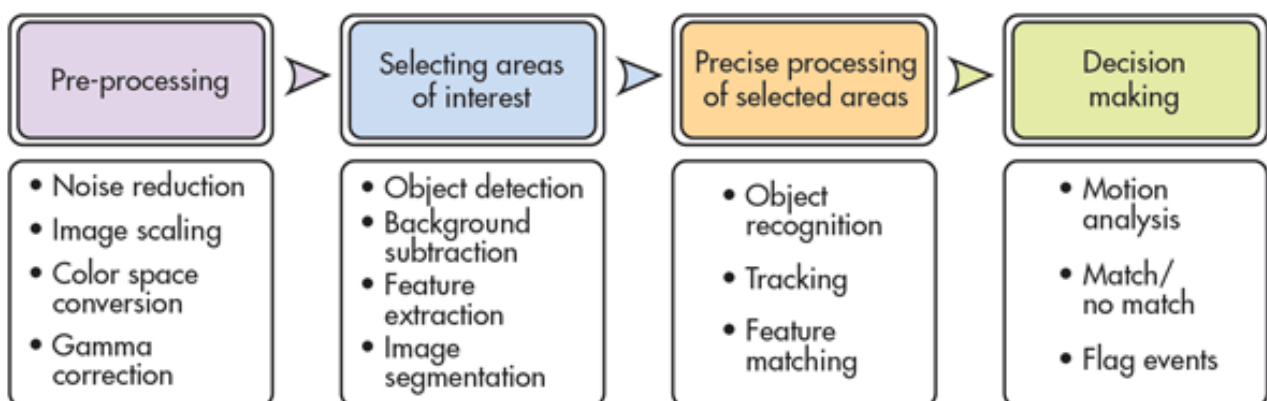 Pre-processing
Selecting areas
of interest
Precise processing
of selected areas
Decision
making
• Noise reduction
• Image scaling
• Color space
conversion
• Gamma
correction
• Object detection
• Background
subtraction
• Feature
extraction
• Image
segmentation
• Object
recognition
• Tracking
• Feature
matching
• Motion
analysis
• Match/
no match
• Flag events